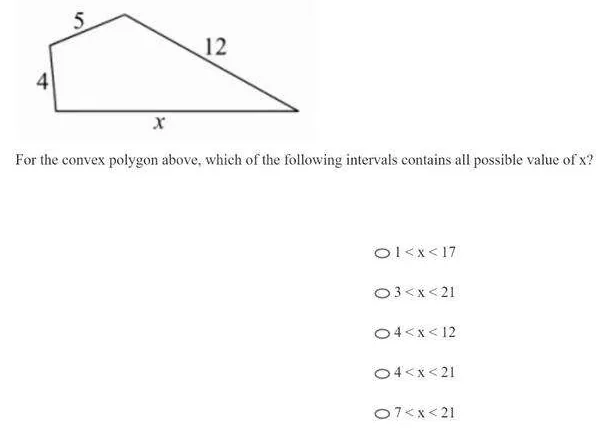 5
12
4
x
For the convex polygon above, which of the following intervals contains all possible value of x?
1 < x < 17
3 < x < 21
4 < x < 12
4 < x < 21
7 < x < 21